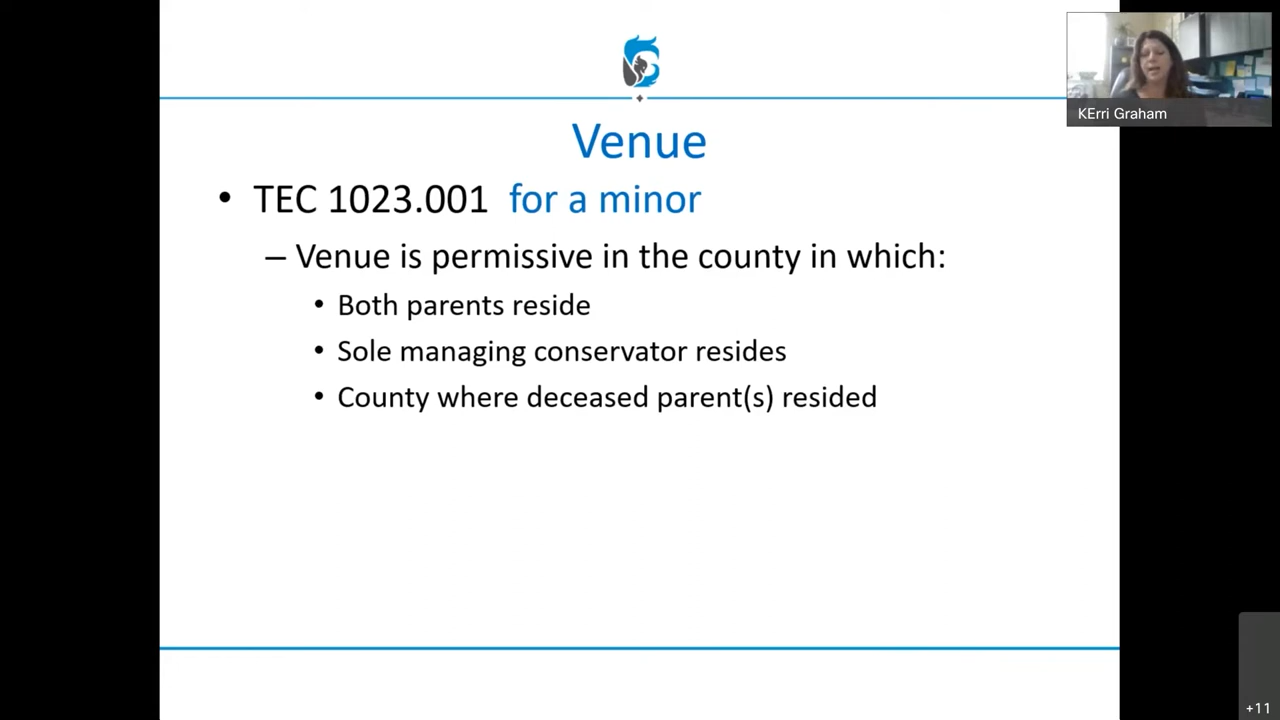 KErri Graham
Venue
• TEC 1023.001 for a minor
– Venue is permissive in the county in which:
• Both parents reside
• Sole managing conservator resides
• County where deceased parent(s) resided
+11